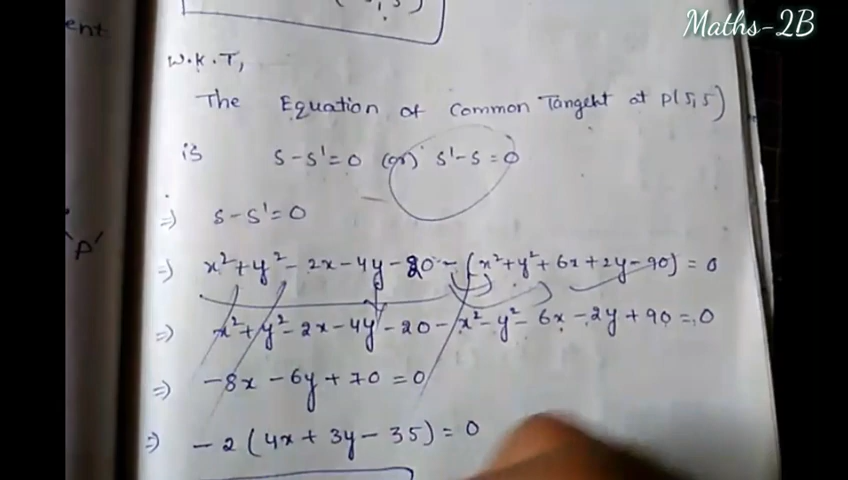 ent
Maths-2B
W.K.T,
The Equation of Common Tangent at P(5,5)
is S-S'=0 (or) S'-S=0
⇒ S-S'=0
P'
⇒ x²+y²-2x-4y-20-(x²+y²+6x+2y-90)=0
⇒ x²+y²-2x-4y-20-x²-y²-6x-2y+90=0
⇒ -8x-6y+70=0
⇒ -2(4x+3y-35)=0